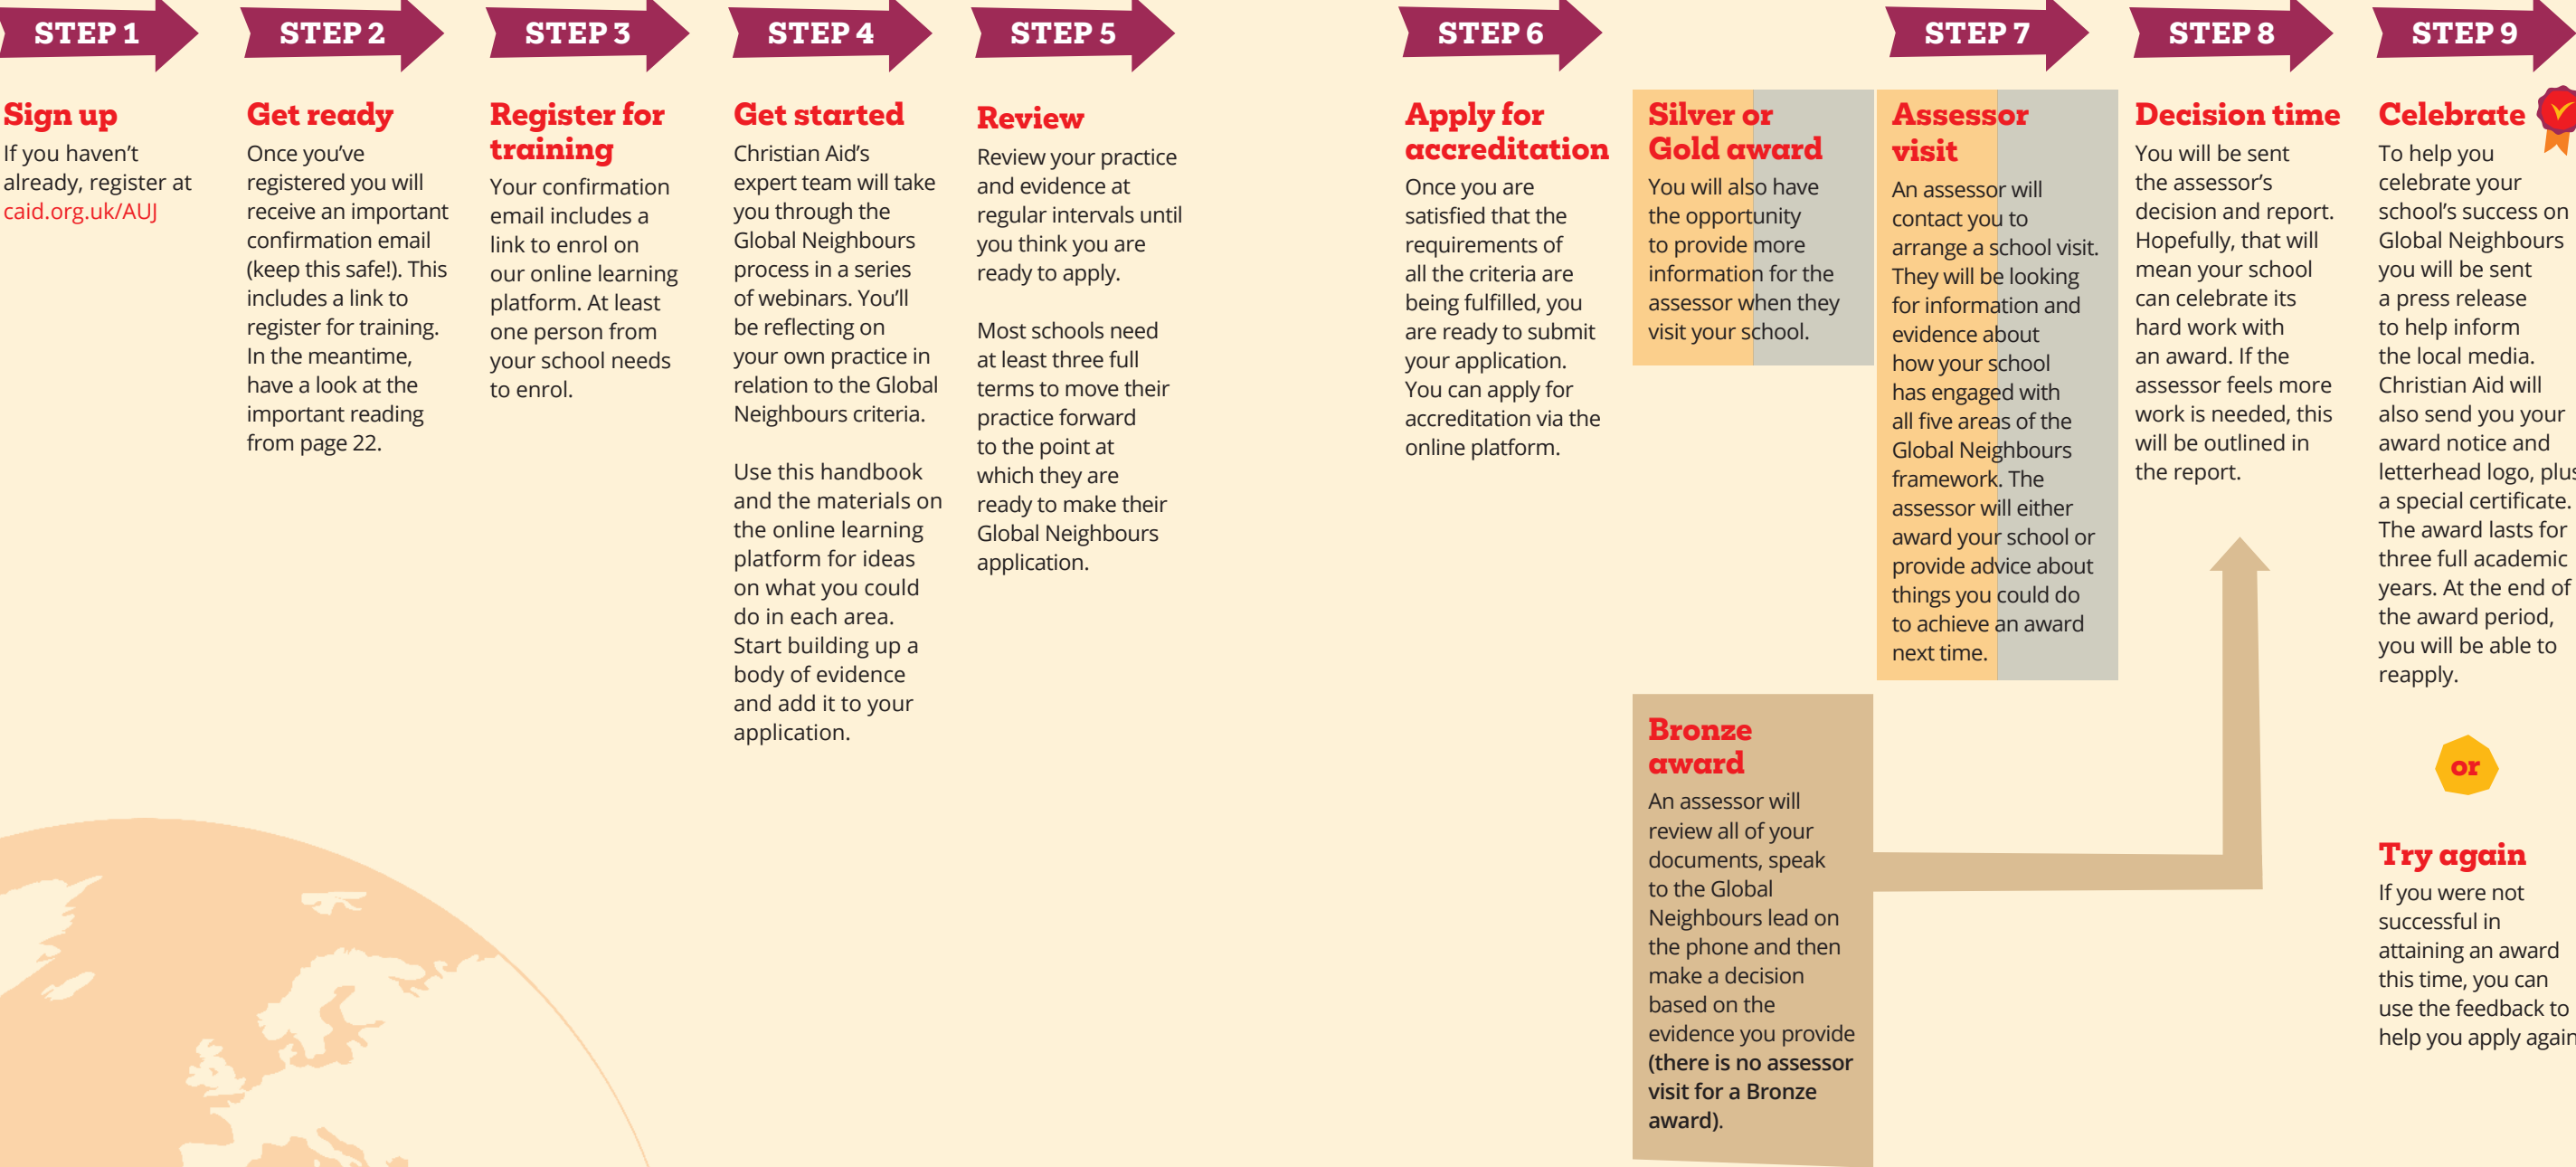 STEP 1
Sign up
If you haven't
already, register at
caid.org.uk/AUJ
STEP 2
Get ready
Once you've
registered you will
receive an important
confirmation email
(keep this safe!). This
includes a link to
register for training.
In the meantime,
have a look at the
important reading
from page 22.
STEP 3
Register for
training
Your confirmation
email includes a
link to enrol on
our online learning
platform. At least
one person from
your school needs
to enrol.
STEP 4
Get started
Christian Aid's
expert team will take
you through the
Global Neighbours
process in a series
of webinars. You'll
be reflecting on
your own practice in
relation to the Global
Neighbours criteria.
Use this handbook
and the materials on
the online learning
platform for ideas
on what you could
do in each area.
Start building up a
body of evidence
and add it to your
application.
STEP 5
Review
Review your practice
and evidence at
regular intervals until
you think you are
ready to apply.
Most schools need
at least three full
terms to move their
practice forward
to the point at
which they are
ready to make their
Global Neighbours
application.
STEP 6
Apply for
accreditation
Once you are
satisfied that the
requirements of
all the criteria are
being fulfilled, you
are ready to submit
your application.
You can apply for
accreditation via the
online platform.
Silver or
Gold award
You will also have
the opportunity
to provide more
information for the
assessor when they
visit your school.
Bronze
award
An assessor will
review all of your
documents, speak
to the Global
Neighbours lead on
the phone and then
make a decision
based on the
evidence you provide
(there is no assessor
visit for a Bronze
award).
STEP 7
Assessor
visit
An assessor will
contact you to
arrange a school visit.
They will be looking
for information and
evidence about
how your school
has engaged with
all five areas of the
Global Neighbours
framework. The
assessor will either
award your school or
provide advice about
things you could do
to achieve an award
next time.
STEP 8
Decision time
You will be sent
the assessor's
decision and report.
Hopefully, that will
mean your school
can celebrate its
hard work with
an award. If the
assessor feels more
work is needed, this
will be outlined in
the report.
STEP 9
Celebrate
To help you
celebrate your
school's success on
Global Neighbours
you will be sent
a press release
to help inform
the local media.
Christian Aid will
also send you your
award notice and
letterhead logo, plus
a special certificate.
The award lasts for
three full academic
years. At the end of
the award period,
you will be able to
reapply.
or
Try again
If you were not
successful in
attaining an award
this time, you can
use the feedback to
help you apply again